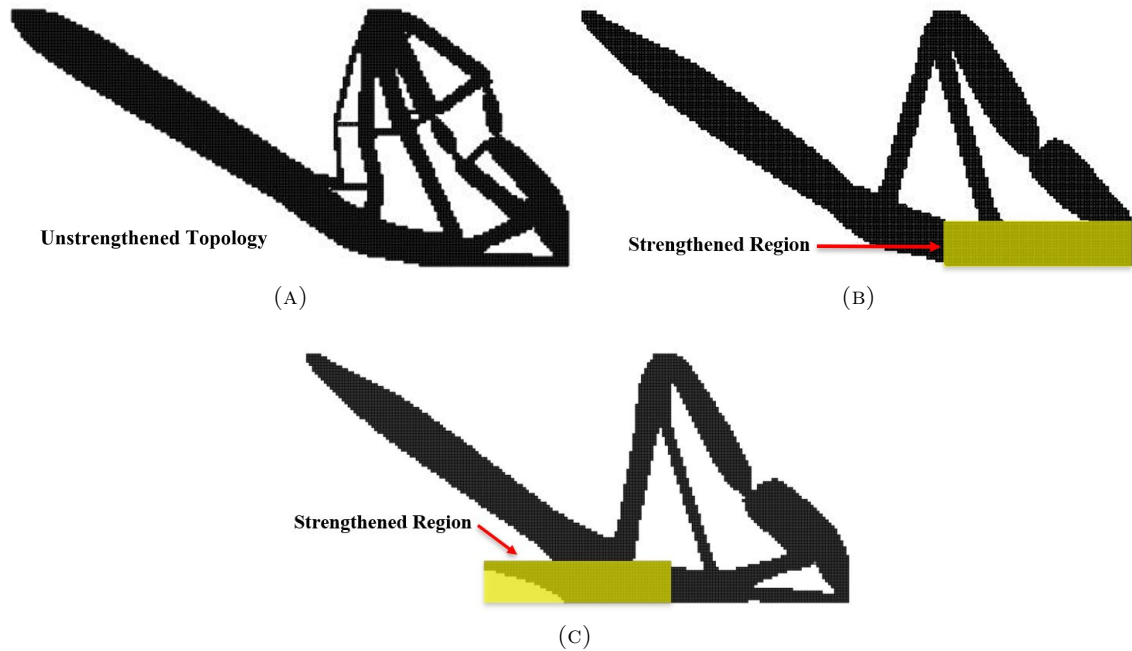 Unstrengthened Topology
Strengthened Region
(A)
(B)
Strengthened Region
(C)